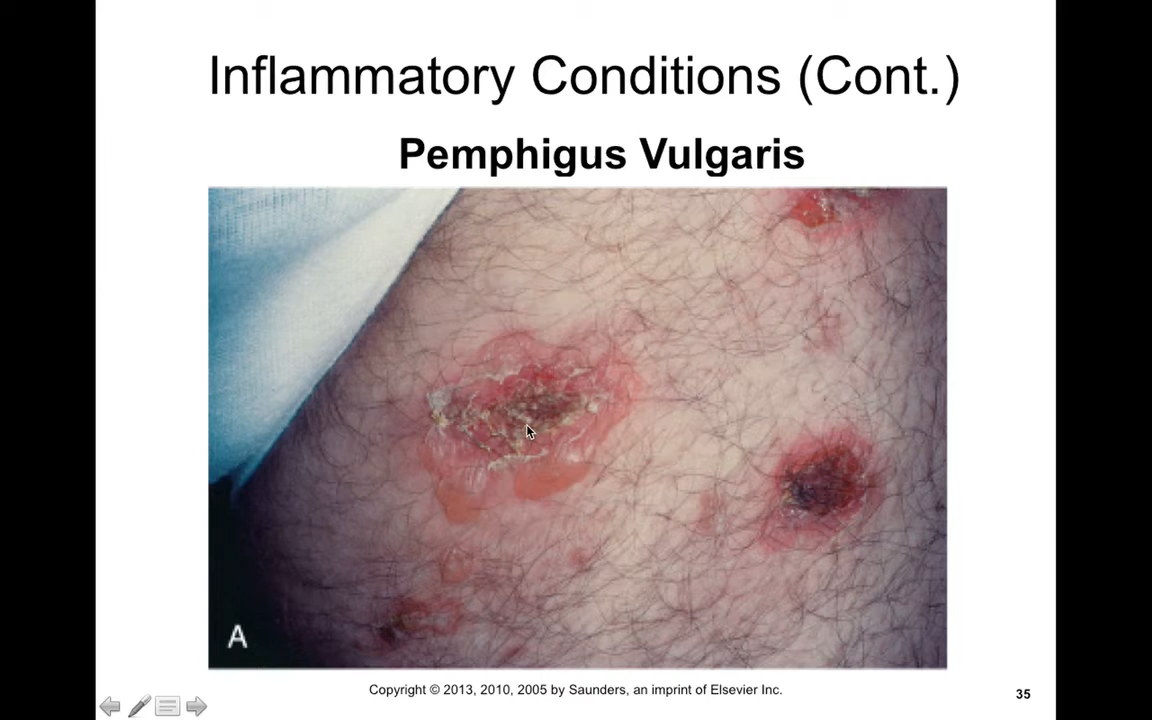 Inflammatory Conditions (Cont.)
Pemphigus Vulgaris
A
Copyright © 2013, 2010, 2005 by Saunders, an imprint of Elsevier Inc.
35